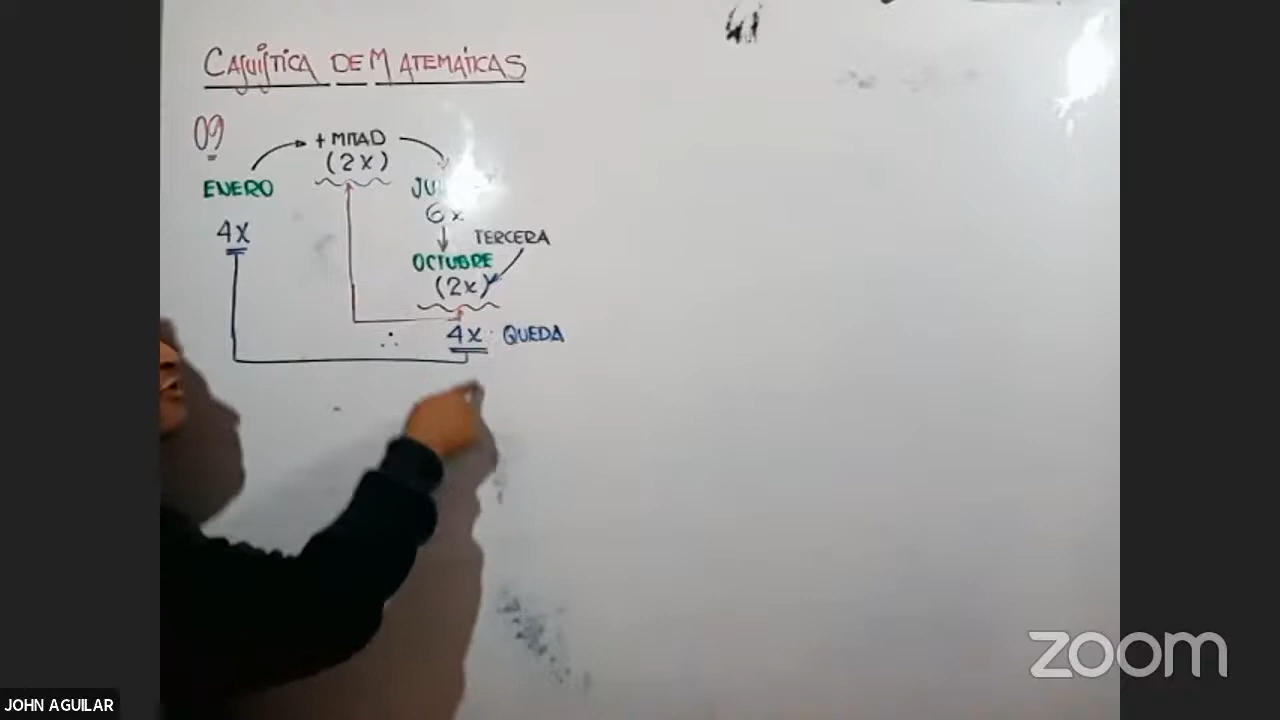 CASUÍSTICA DE MATEMÁTICAS
09
+ MITAD
(2x)
ENERO
4x
6x
TERCERA
OCTUBRE
(2x)
∴
4x : QUEDA
JOHN AGUILAR
zoom